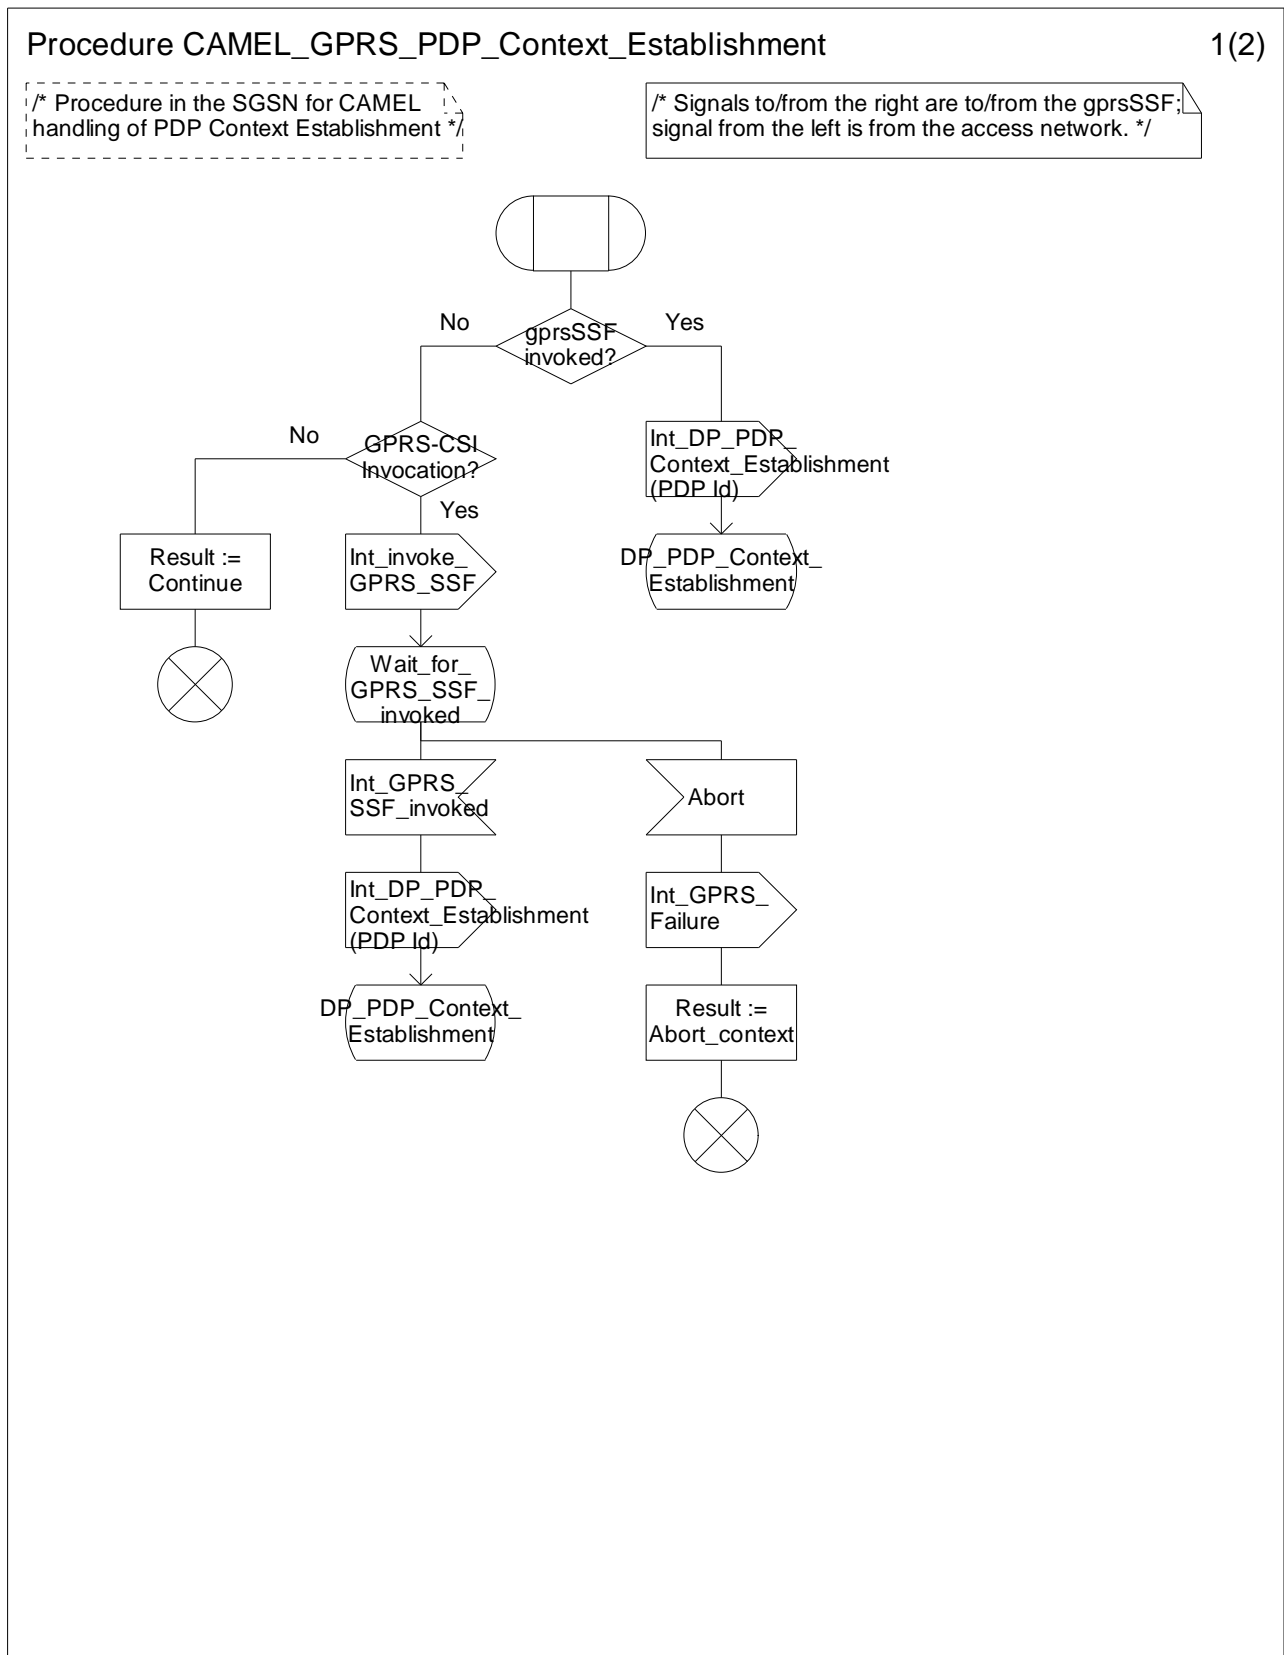 Procedure CAMEL_GPRS_PDP_Context_Establishment
1(2)
/* Procedure in the SGSN for CAMEL
handling of PDP Context Establishment */
/* Signals to/from the right are to/from the gprsSSF;
signal from the left is from the access network. */
gprsSSF
invoked?
No
Yes
GPRS-CSI
Invocation?
No
Yes
Int_DP_PDP_
Context_Establishment
(PDP Id)
Result :=
Continue
Int_invoke_
GPRS_SSF
DP_PDP_Context_
Establishment
Wait_for_
GPRS_SSF_
invoked
Int_GPRS_
SSF_invoked
Abort
Int_DP_PDP_
Context_Establishment
(PDP Id)
Int_GPRS_
Failure
DP_PDP_Context_
Establishment
Result :=
Abort_context